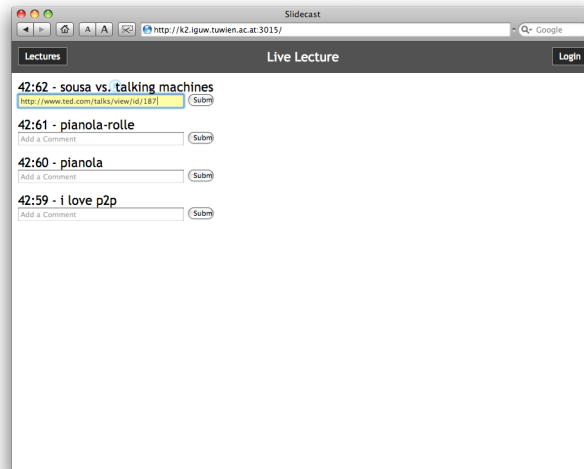 Slidecast
A A http://k2.iguw.tuwien.ac.at:3015/ Google
Lectures Live Lecture Login
42:62 - sousa vs. talking machines
http://www.ted.com/talks/view/id/187 Subm
42:61 - pianola-rolle
Add a Comment Subm
42:60 - pianola
Add a Comment Subm
42:59 - i love p2p
Add a Comment Subm